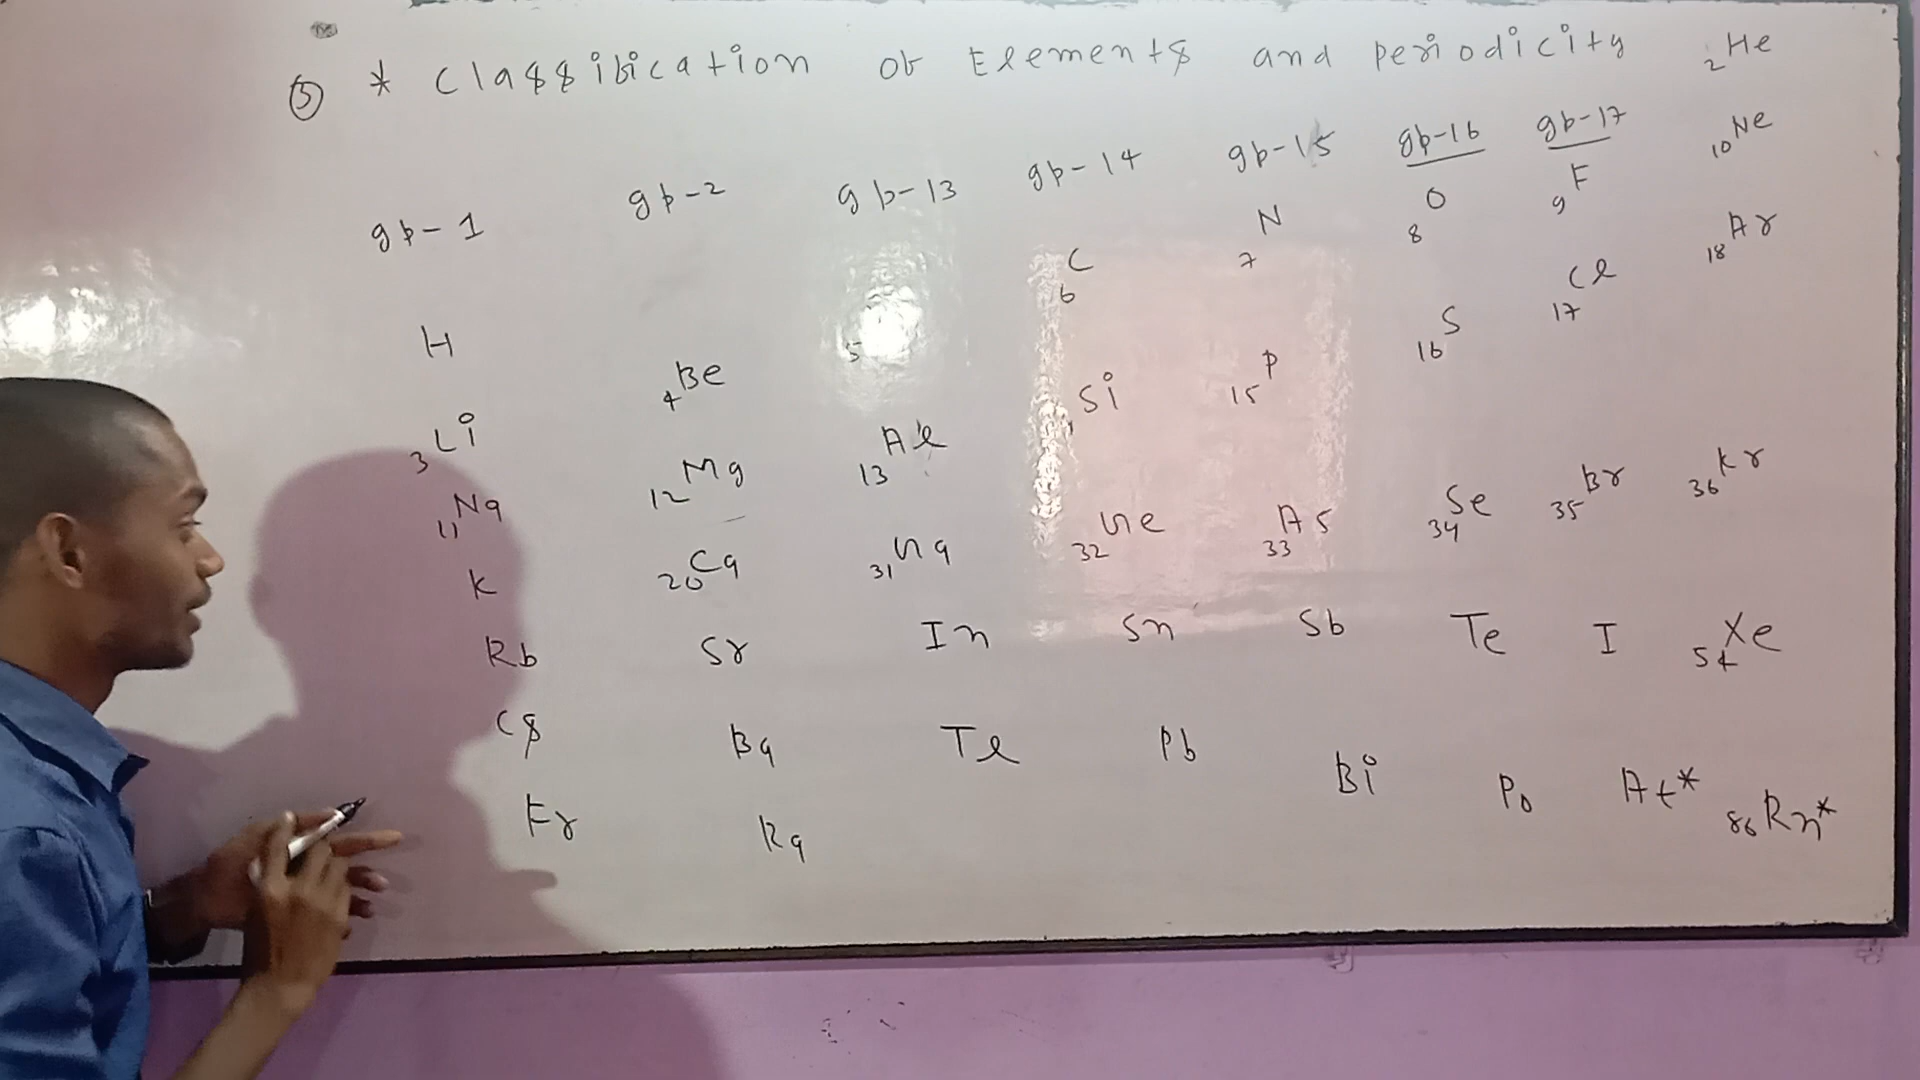 ⑤ * Classification of Elements and periodicity
gp-1 gp-2 gp-13 gp-14 gp-15 gp-16 gp-17 2He
H 4Be 5 6C 7N 8O 9F 10Ne
3Li 12Mg 13Al Si 15P 16S 17Cl 18Ar
11Na 20Ca 31Ga 32Ge 33As 34Se 35Br 36Kr
K Sr In Sn Sb Te I 54Xe
Rb Ba Tl Pb Bi Po At* 86Rn*
Cs Ra
Fr